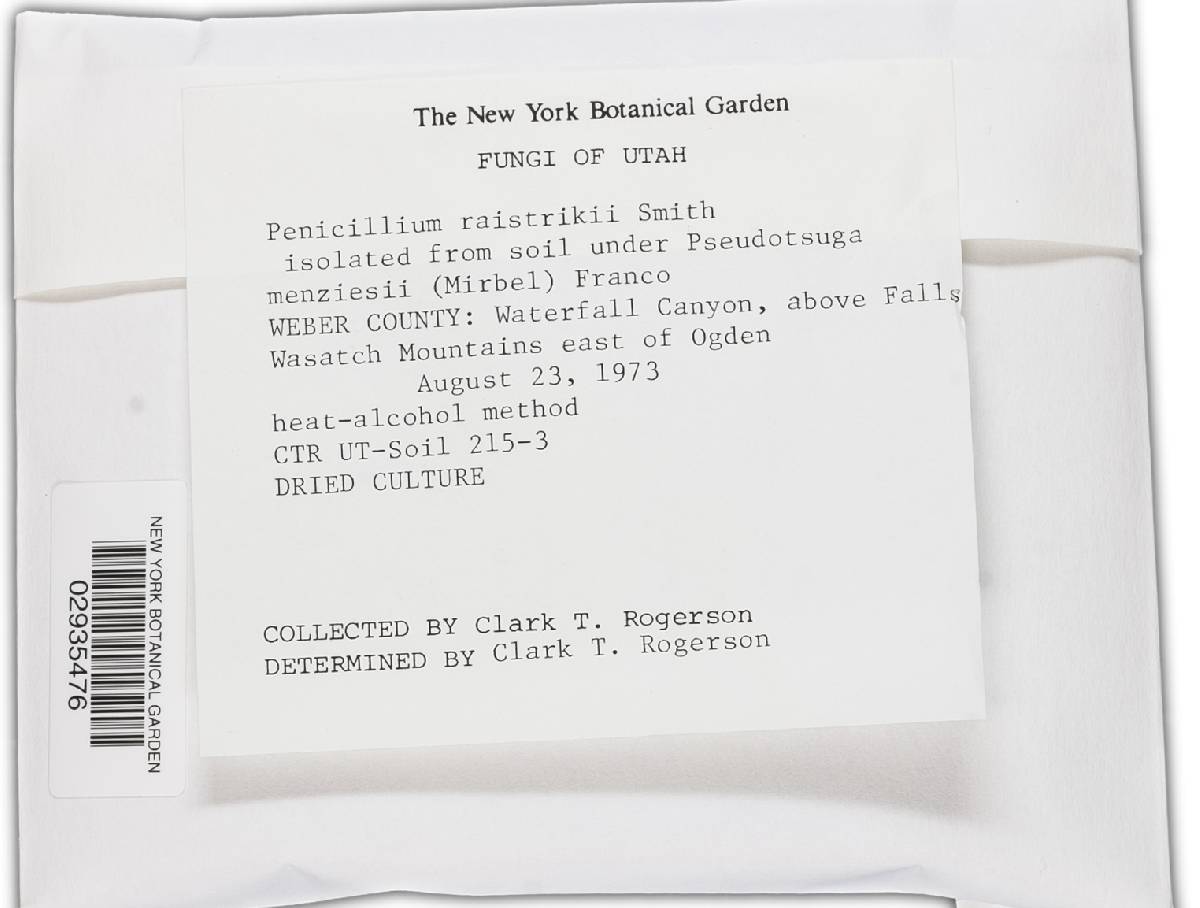 The New York Botanical Garden
FUNGI OF UTAH
Penicillium raistrikii Smith
isolated from soil under Pseudotsuga
menziesii (Mirbel) Franco
WEBER COUNTY: Waterfall Canyon, above Falls
Wasatch Mountains east of Ogden
August 23, 1973
heat-alcohol method
CTR UT-Soil 215-3
DRIED CULTURE
COLLECTED BY Clark T. Rogerson
DETERMINED BY Clark T. Rogerson
NEW YORK BOTANICAL GARDEN
02935476